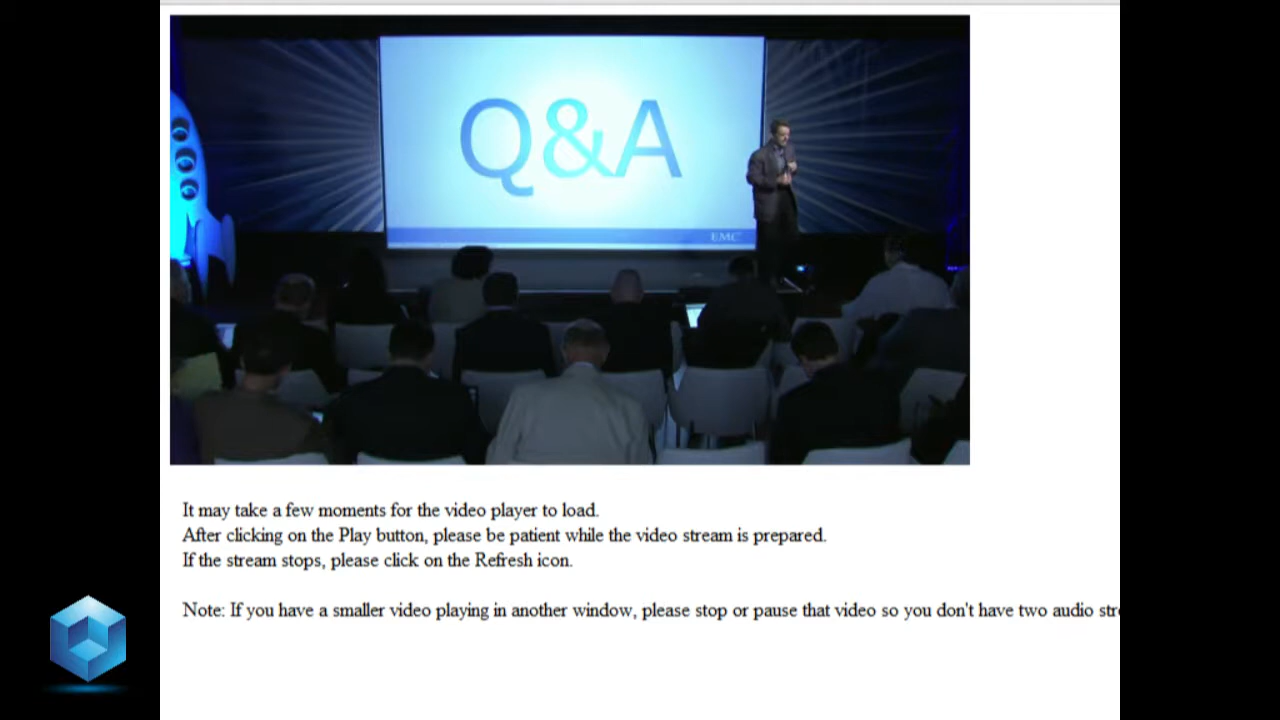 Q&A
EMC
It may take a few moments for the video player to load.
After clicking on the Play button, please be patient while the video stream is prepared.
If the stream stops, please click on the Refresh icon.
Note: If you have a smaller video playing in another window, please stop or pause that video so you don't have two audio str